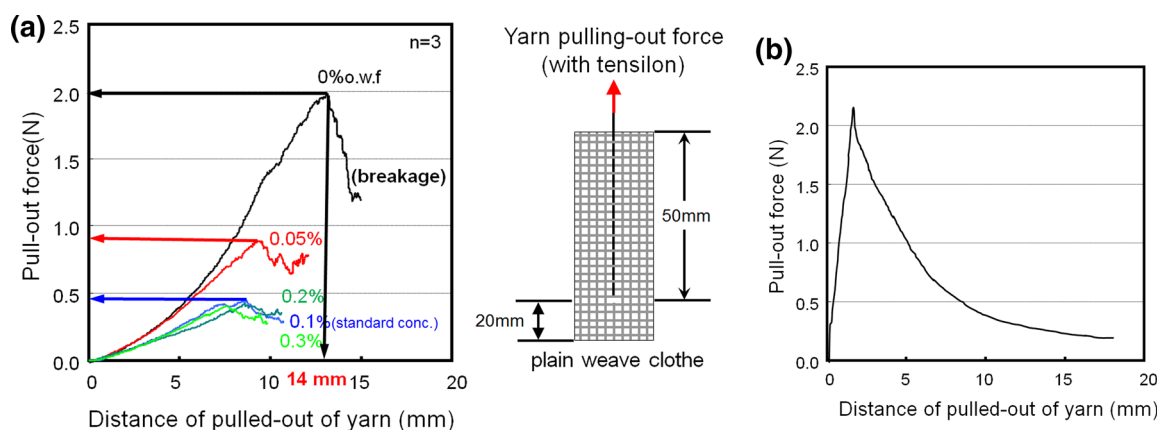 (a)
Pull-out force(N)
2.5
2.0
1.5
1.0
0.5
0.0
n=3
0%o.w.f
(breakage)
0.05%
0.2%
0.1%(standard conc.)
0.3%
14 mm
0
5
10
15
20
Distance of pulled-out of yarn (mm)
Yarn pulling-out force
(with tensilon)
50mm
20mm
plain weave clothe
(b)
Pull-out force (N)
2.5
2.0
1.5
1.0
0.5
0.0
0
5
10
15
20
Distance of pulled-out of yarn (mm)